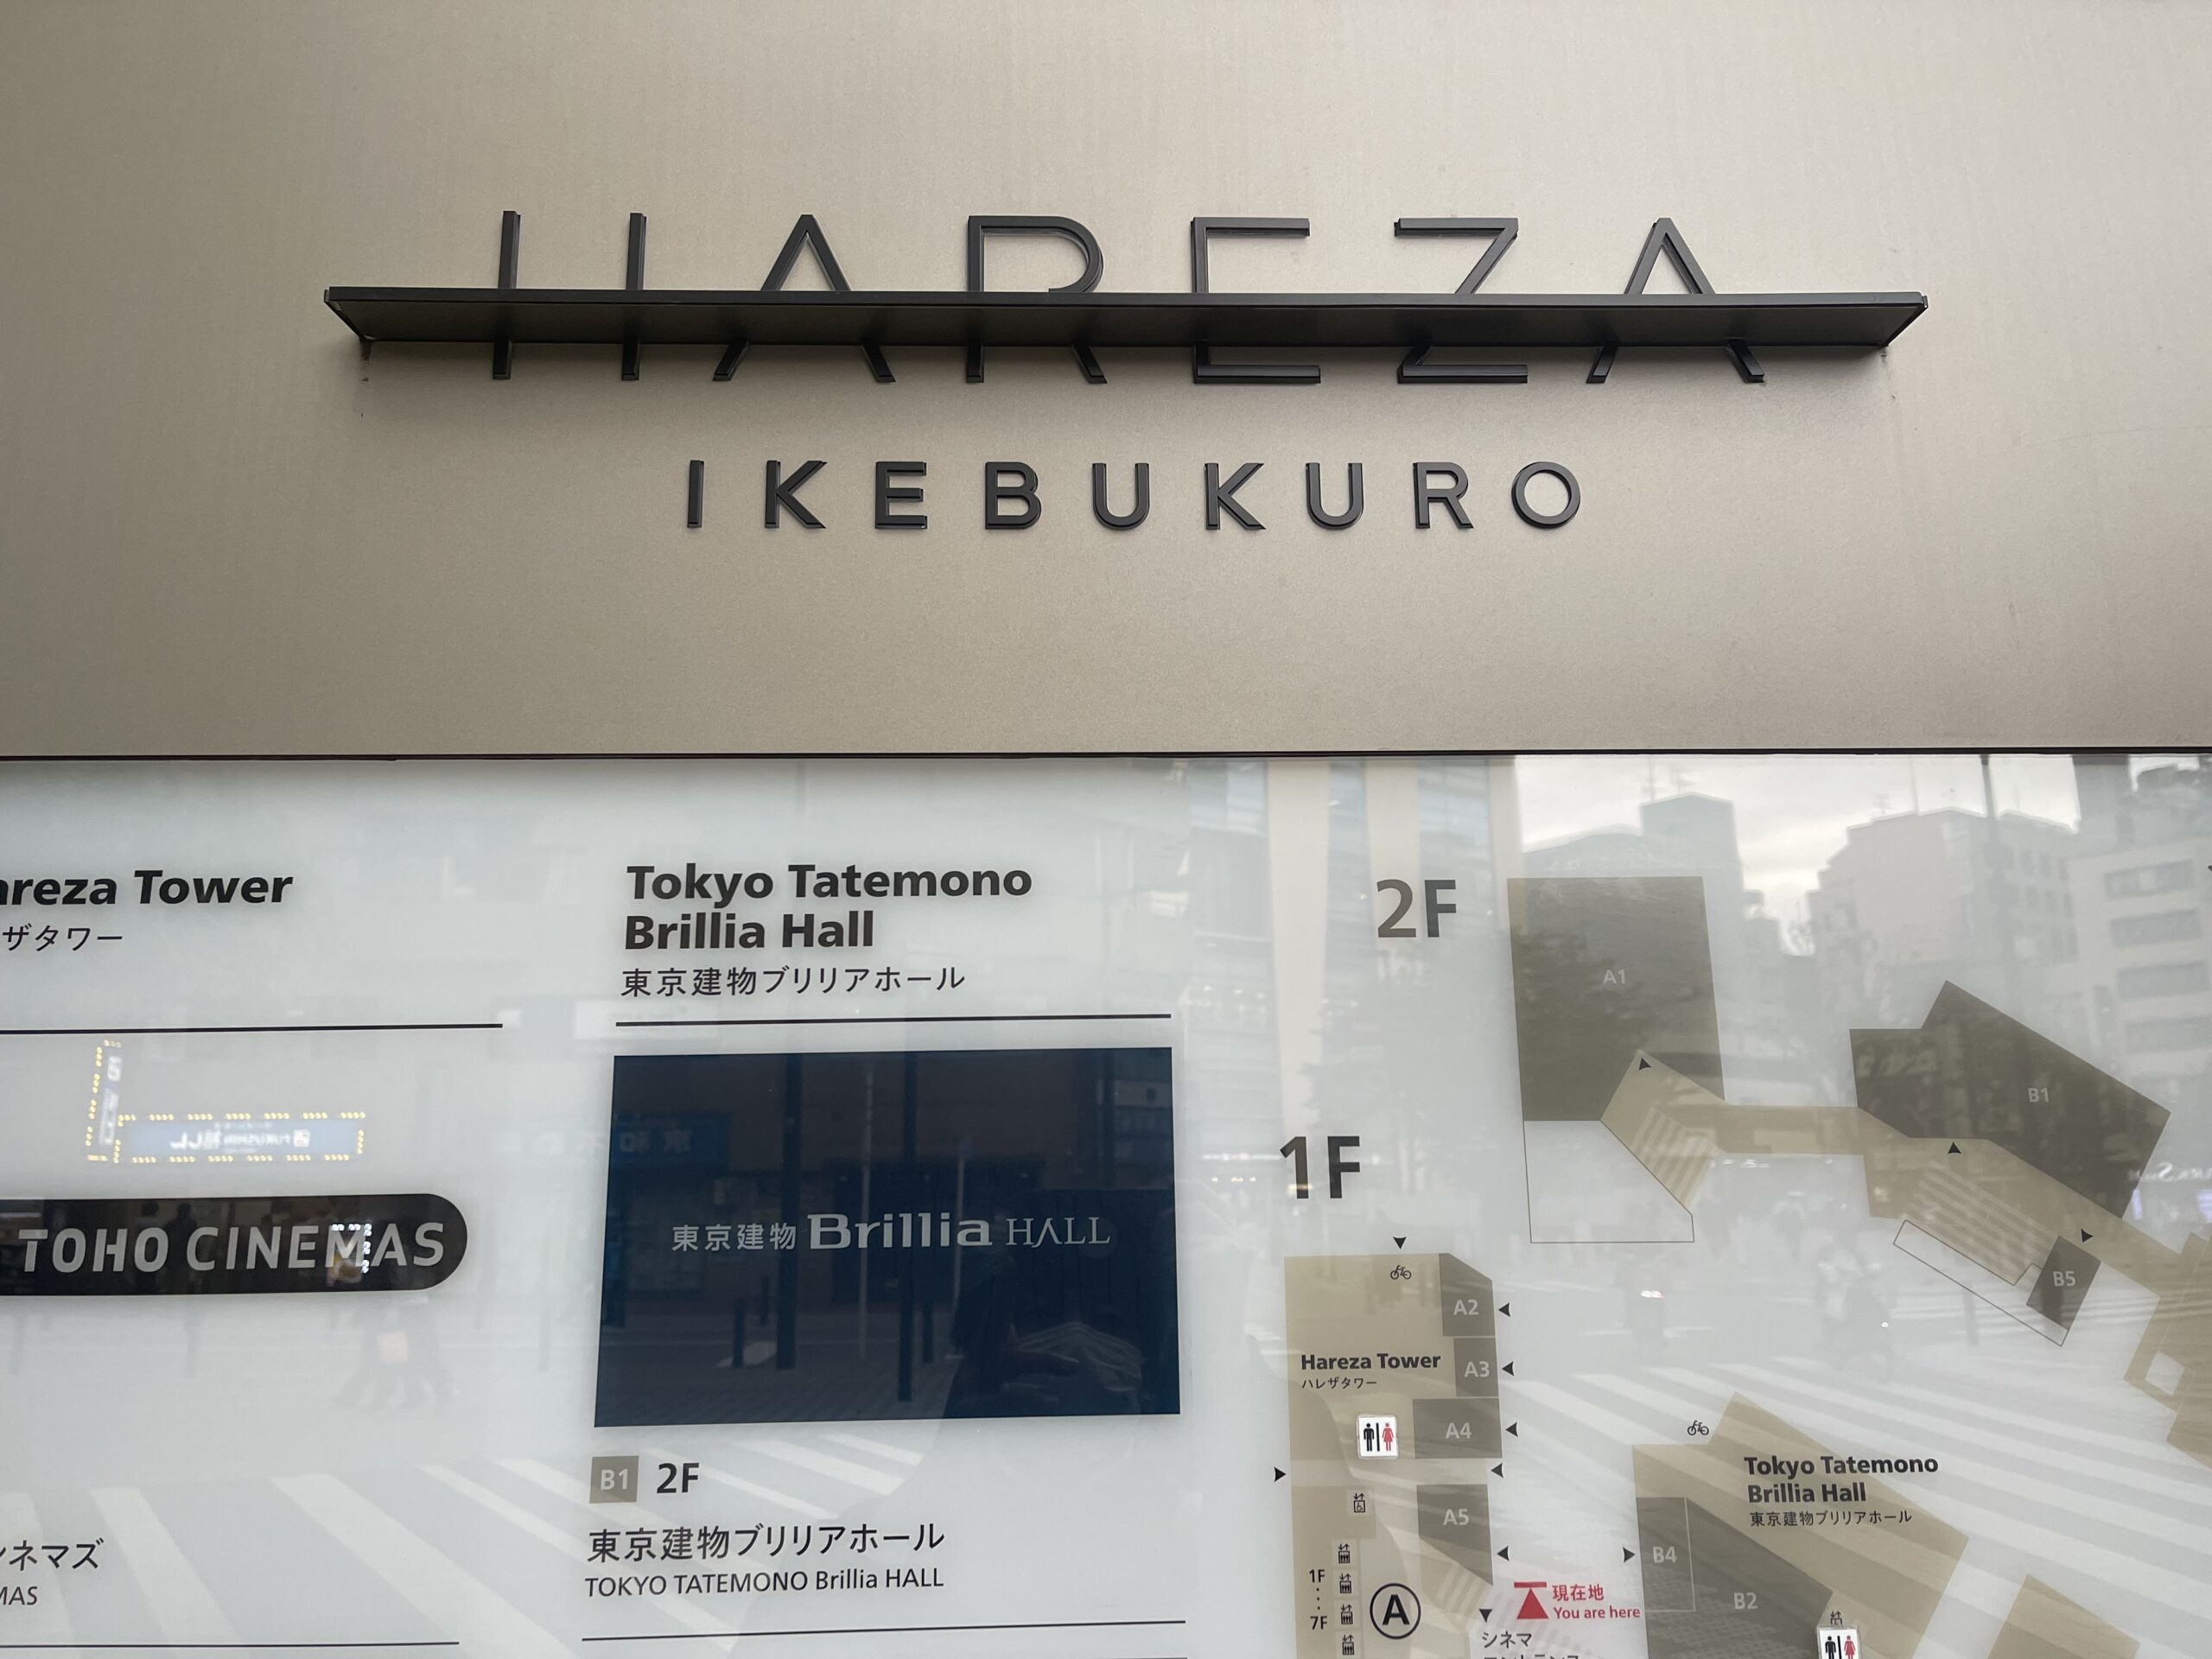 HAREZA
IKEBUKURO
areza Tower
ザタワー
TOHO CINEMAS
ネマズ
MAS
Tokyo Tatemono
Brillia Hall
東京建物ブリリアホール
東京建物 Brillia HALL
B1 2F
東京建物ブリリアホール
TOKYO TATEMONO Brillia HALL
2F
A1
B1
B5
1F
A2
Hareza Tower
ハレザタワー
A3
A4
A5
1F
7F
A
現在地
You are here
シネマ
Tokyo Tatemono
Brillia Hall
東京建物ブリリアホール
B4
B2